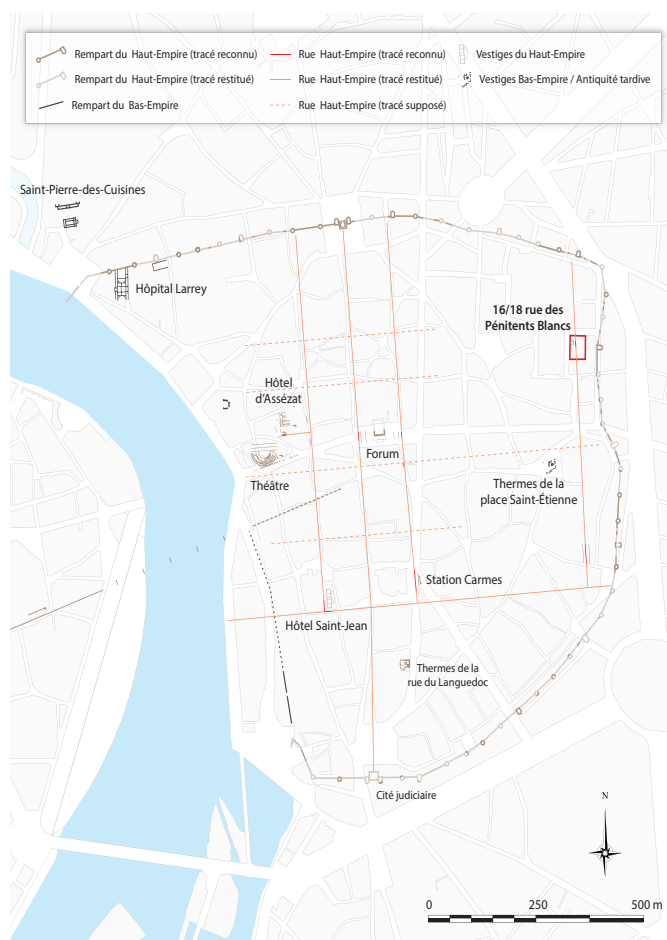 Rempart du Haut-Empire (tracé reconnu)
Rempart du Haut-Empire (tracé restitué)
Rempart du Bas-Empire
Rue Haut-Empire (tracé reconnu)
Rue Haut-Empire (tracé restitué)
Rue Haut-Empire (tracé supposé)
Vestiges du Haut-Empire
Vestiges Bas-Empire / Antiquité tardive
Saint-Pierre-des-Cuisines
Hôpital Larrey
16/18 rue des
Pénitents Blancs
Hôtel
d'Assézat
Forum
Théâtre
Thermes de la
place Saint-Étienne
Station Carmes
Hôtel Saint-Jean
Thermes de la
rue du Languedoc
Cité judiciaire
N
0 250 500 m